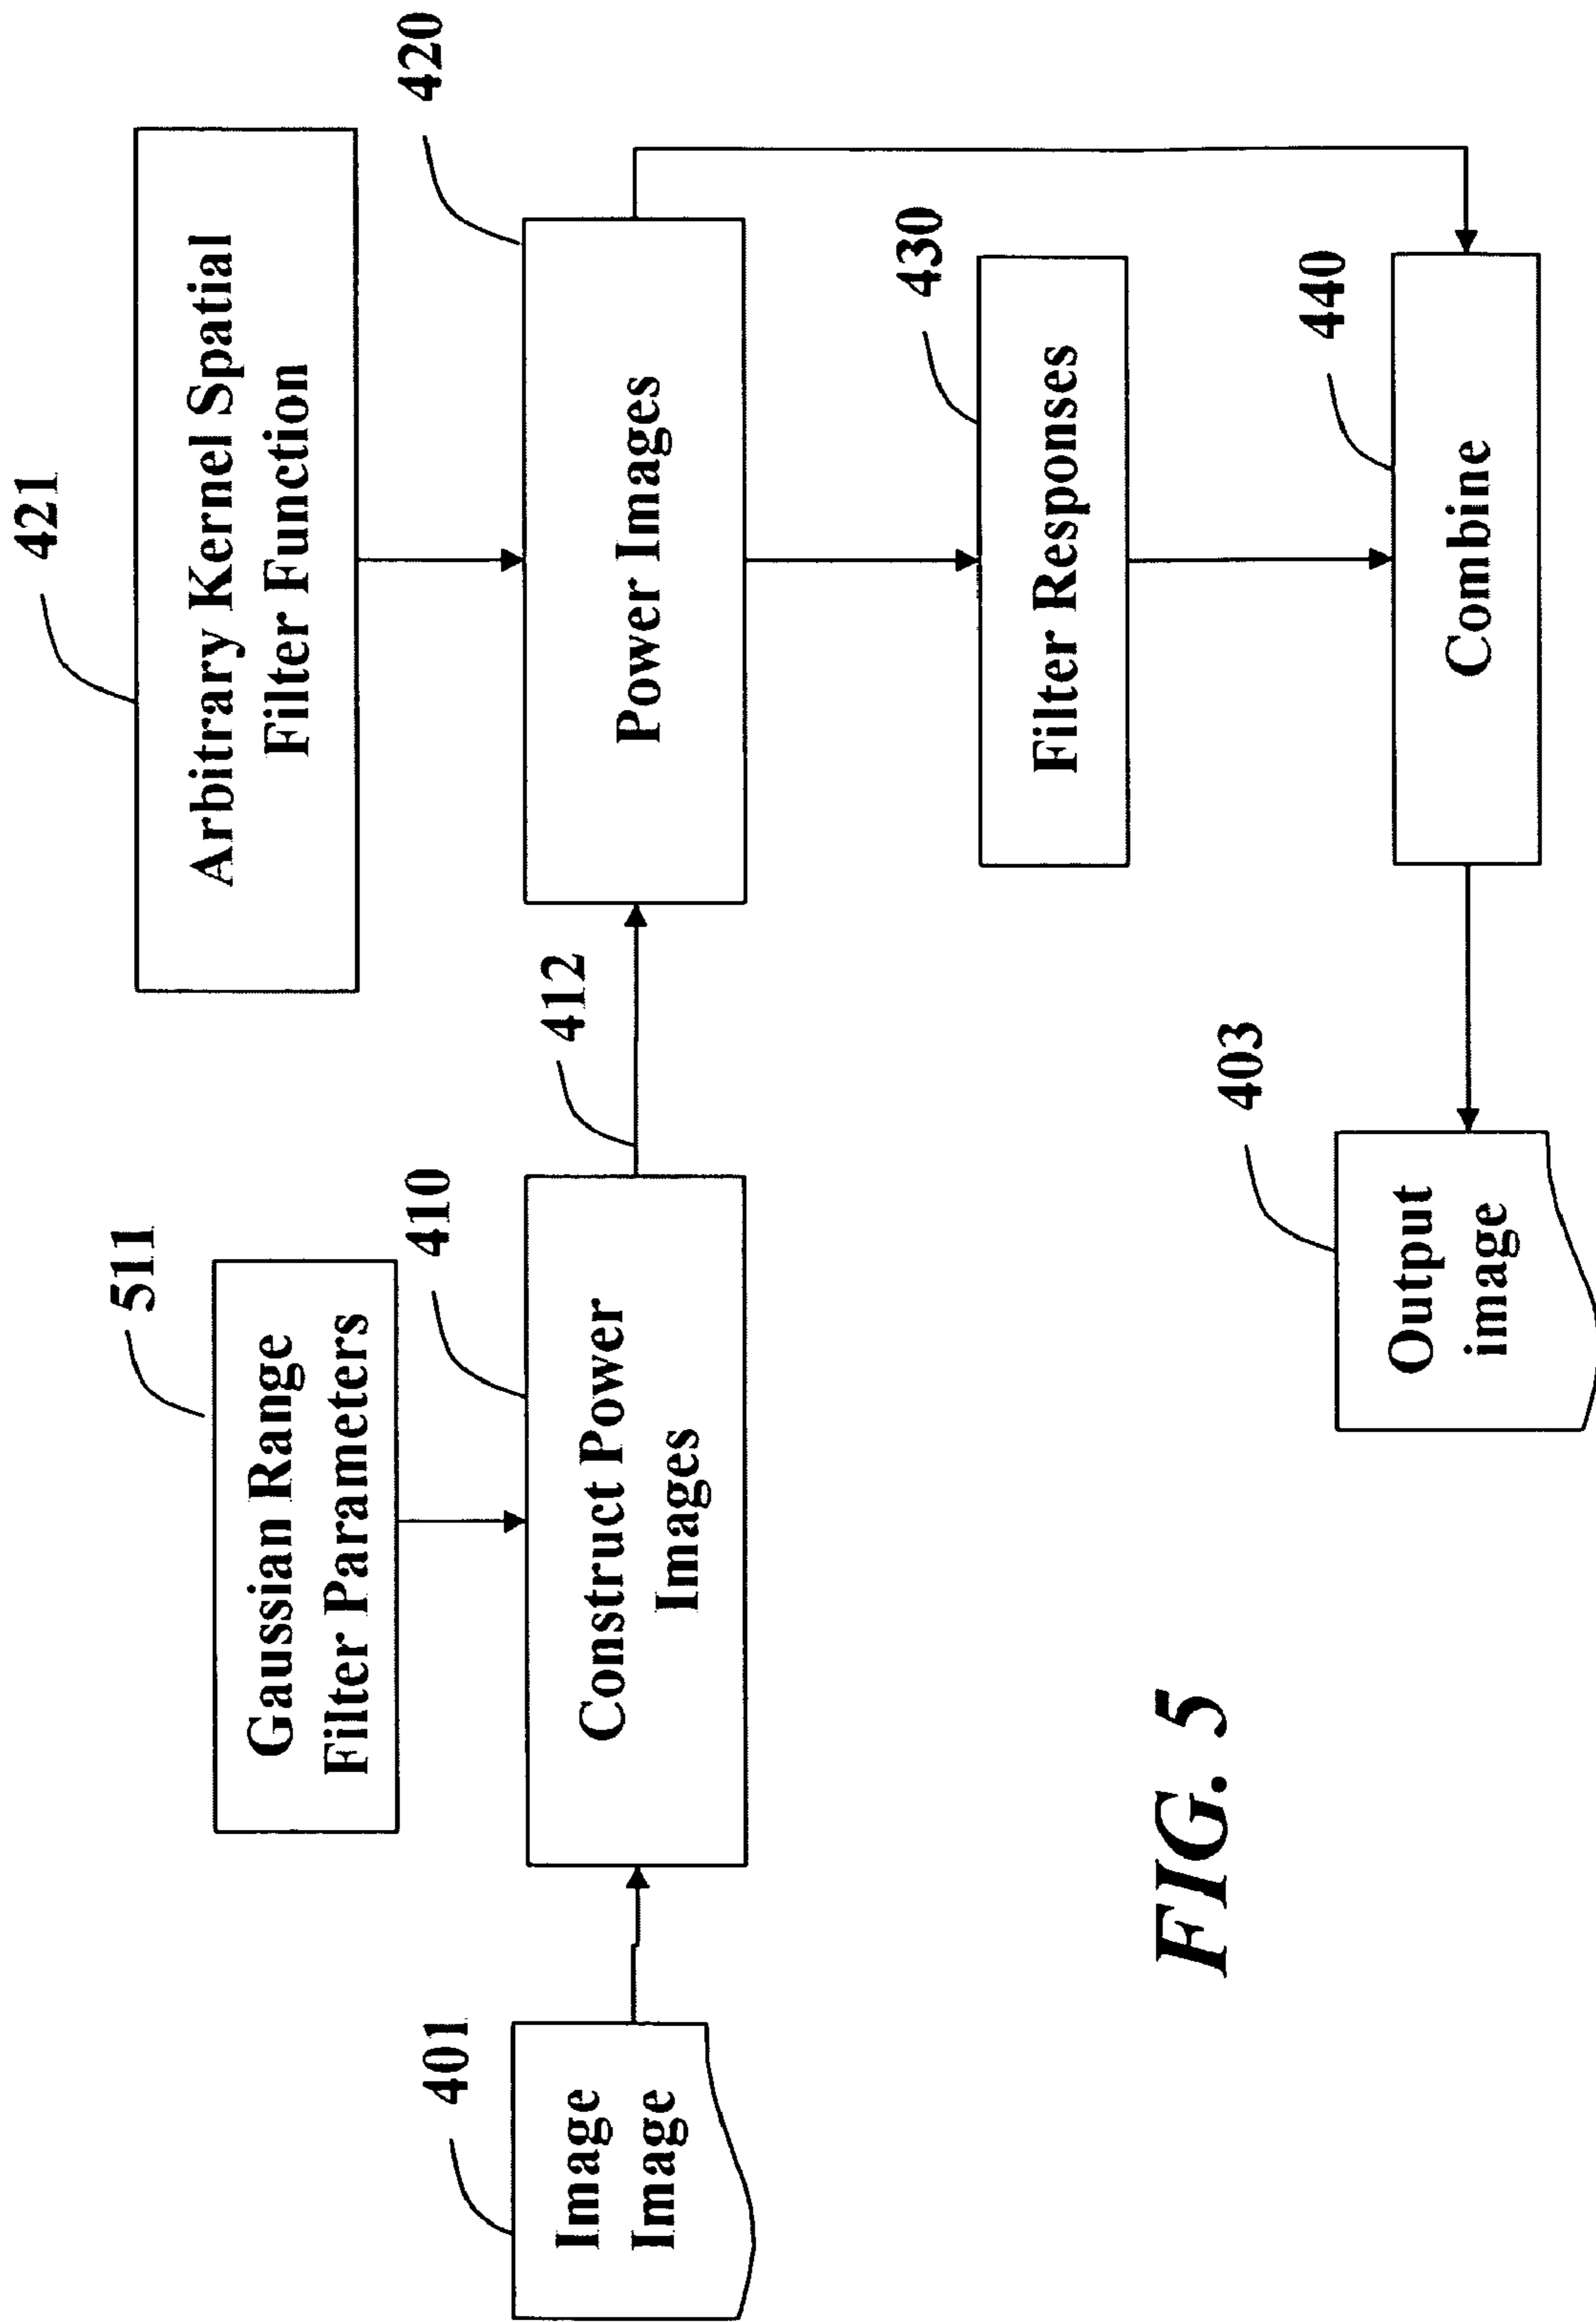 421
Arbitrary Kernel Spatial
Filter Function
511
Gaussian Range
Filter Parameters
401
Image
Image
410
Construct Power
Images
412
420
Power Images
430
Filter Responses
440
Combine
403
Output
image
FIG. 5